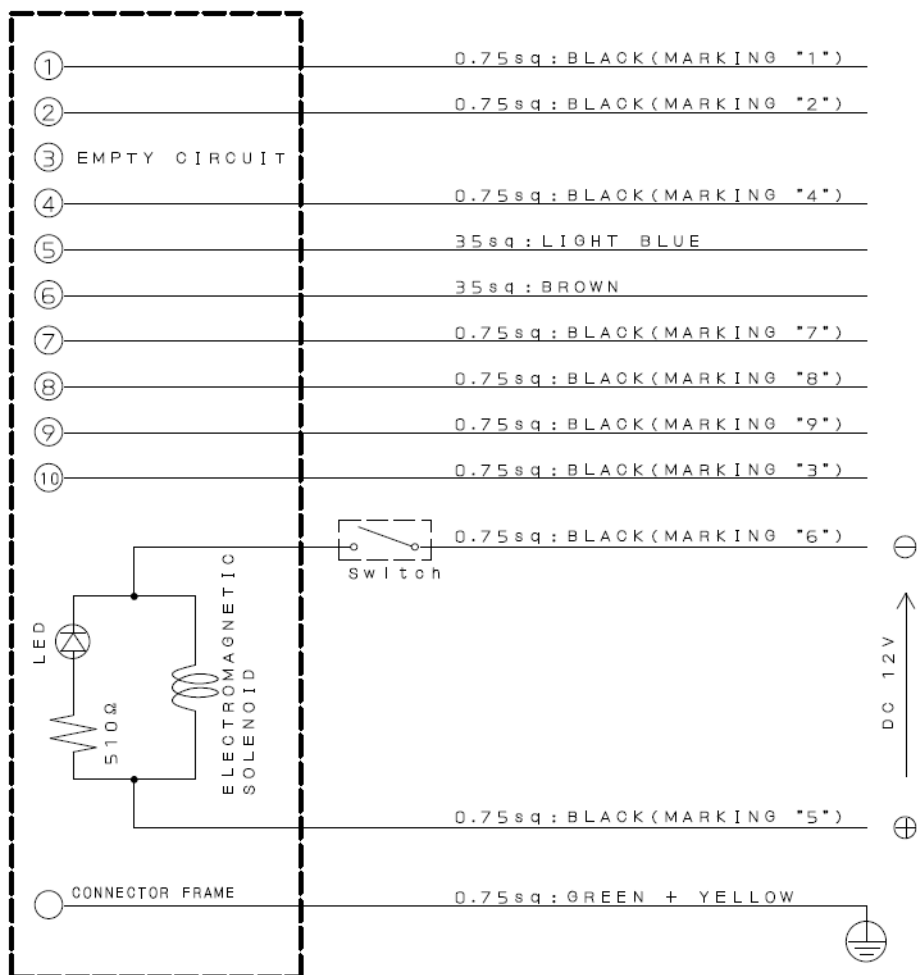 1 0.75sq:BLACK(MARKING "1")
2 0.75sq:BLACK(MARKING "2")
3 EMPTY CIRCUIT
4 0.75sq:BLACK(MARKING "4")
5 35sq:LIGHT BLUE
6 35sq:BROWN
7 0.75sq:BLACK(MARKING "7")
8 0.75sq:BLACK(MARKING "8")
9 0.75sq:BLACK(MARKING "9")
10 0.75sq:BLACK(MARKING "3")
0.75sq:BLACK(MARKING "6")
Switch
LED
510Ω
ELECTROMAGNETIC
SOLENOID
DC 12V
0.75sq:BLACK(MARKING "5")
CONNECTOR FRAME
0.75sq:GREEN + YELLOW